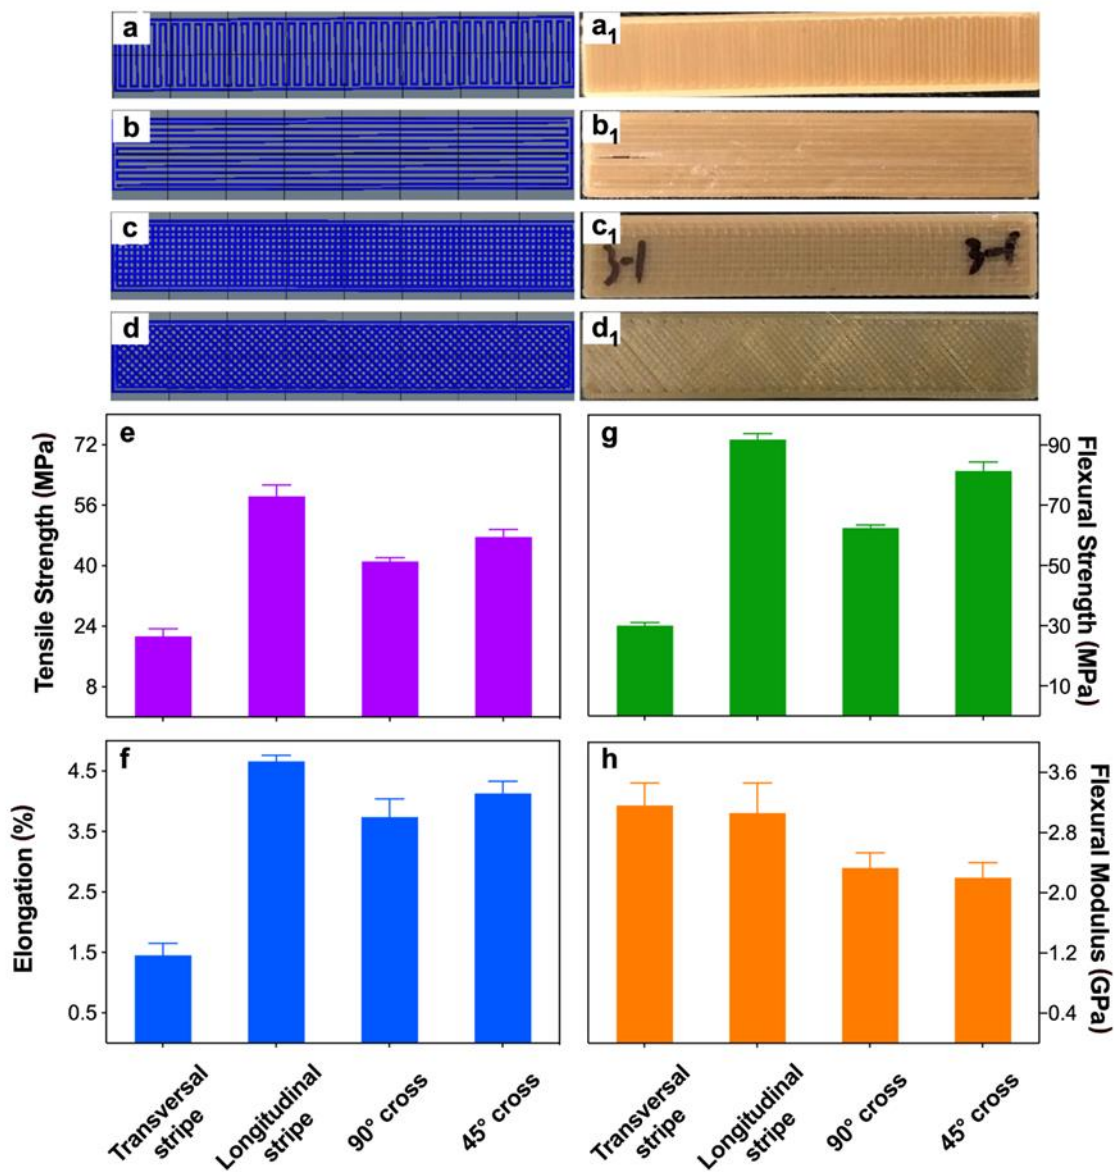 a
a1
b
b1
c
c1
3-1
3-1
d
d1
e
Tensile Strength (MPa)
72
56
40
24
8
g
90
70
50
30
10
Flexural Strength (MPa)
f
Elongation (%)
4.5
3.5
2.5
1.5
0.5
h
3.6
2.8
2.0
1.2
0.4
Flexural Modulus (GPa)
Transversal
stripe
Longitudinal
stripe
90° cross
45° cross
Transversal
stripe
Longitudinal
stripe
90° cross
45° cross